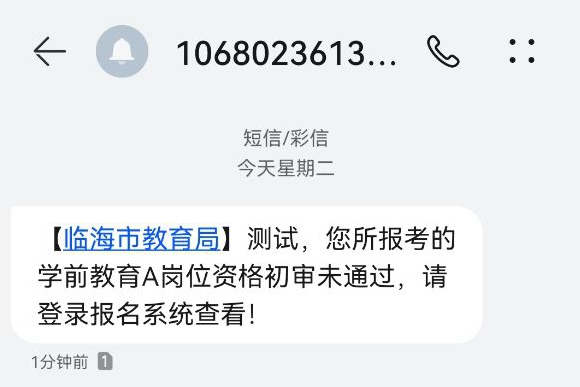 1068023613...
短信/彩信
今天星期二
【临海市教育局】测试，您所报考的
学前教育A岗位资格初审未通过，请
登录报名系统查看！
1分钟前 1